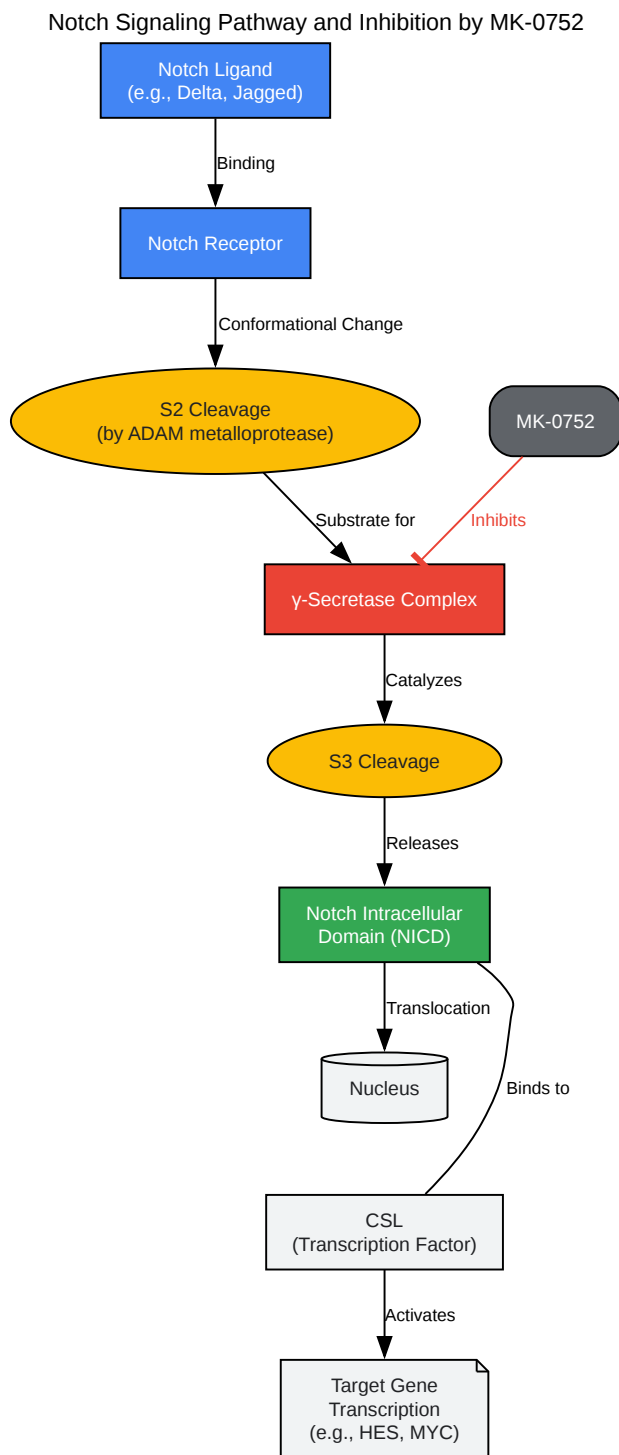 Notch Signaling Pathway and Inhibition by MK-0752
Notch Ligand
(e.g., Delta, Jagged)
Binding
Notch Receptor
Conformational Change
S2 Cleavage
(by ADAM metalloprotease)
MK-0752
Substrate for
Inhibits
γ-Secretase Complex
Catalyzes
S3 Cleavage
Releases
Notch Intracellular
Domain (NICD)
Translocation
Nucleus
Binds to
CSL
(Transcription Factor)
Activates
Target Gene
Transcription
(e.g., HES, MYC)